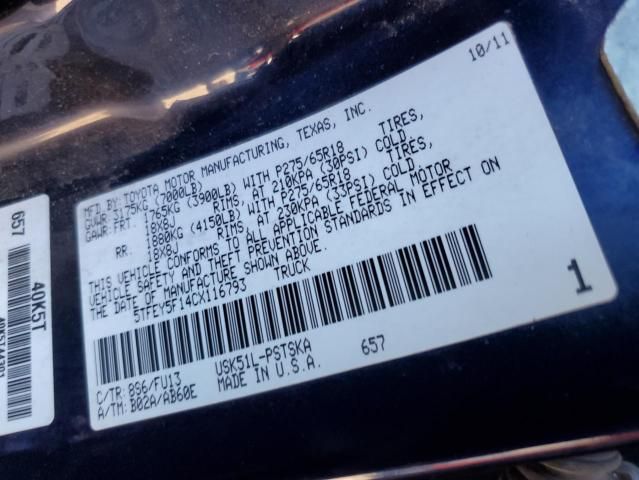 10/11
MFD BY: TOYOTA MOTOR MANUFACTURING, TEXAS, INC.
GVWR: 3175KG (7000LB)
GAWR: FRT. 1765KG (3900LB) WITH P275/65R18 TIRES,
18X8J RIMS, AT 210KPA (30PSI) COLD.
RR. 1880KG (4150LB) WITH P275/65R18 TIRES,
18X8J RIMS, AT 230KPA (33PSI) COLD.
THIS VEHICLE CONFORMS TO ALL APPLICABLE FEDERAL MOTOR
VEHICLE SAFETY AND THEFT PREVENTION STANDARDS IN EFFECT ON
THE DATE OF MANUFACTURE SHOWN ABOVE.
5TFEY5F14CX116793 TRUCK
1
C/TR: 8S6/FU13 USK51L-PSTSKA 657
A/TM: B02A/AB60E MADE IN U.S.A.
657
40K5T